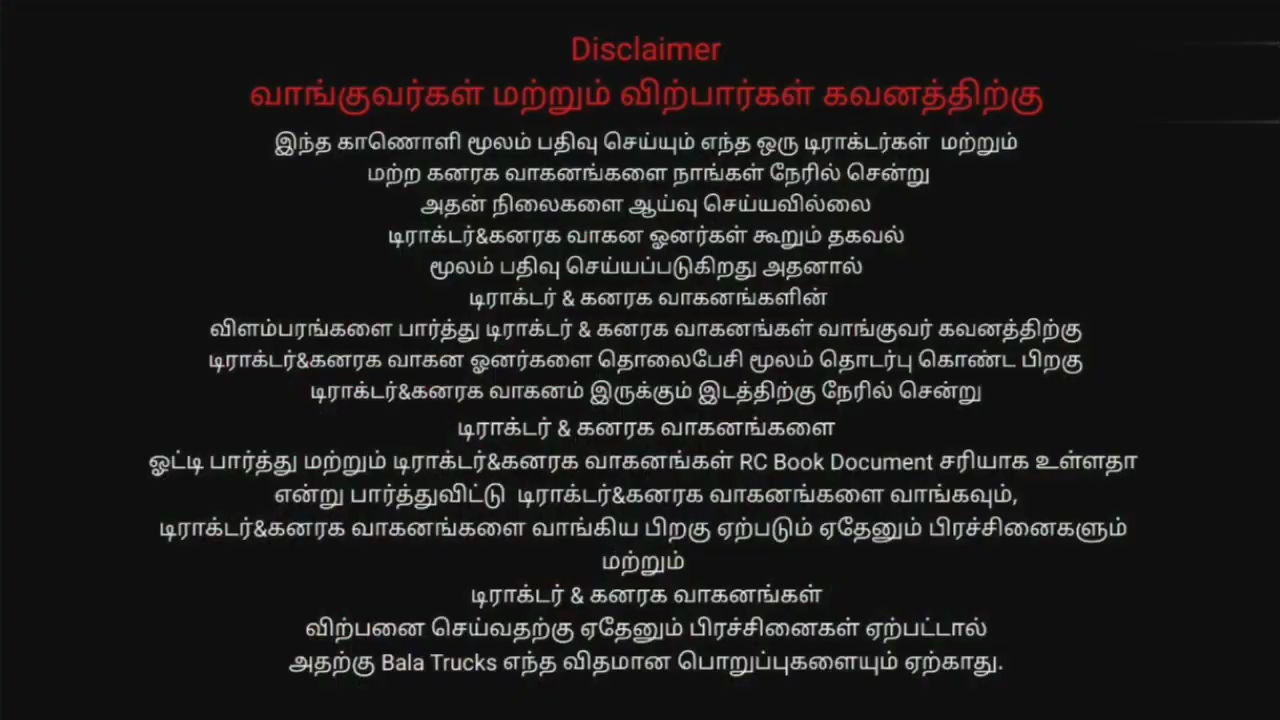 Disclaimer
வாங்குவர்கள் மற்றும் விற்பார்கள் கவனத்திற்கு
இந்த காணொளி மூலம் பதிவு செய்யும் எந்த ஒரு டிராக்டர்கள் மற்றும்
மற்ற கனரக வாகனங்களை நாங்கள் நேரில் சென்று
அதன் நிலைகளை ஆய்வு செய்யவில்லை
டிராக்டர்&கனரக வாகன ஓனர்கள் கூறும் தகவல்
மூலம் பதிவு செய்யப்படுகிறது அதனால்
டிராக்டர் & கனரக வாகனங்களின்
விளம்பரங்களை பார்த்து டிராக்டர் & கனரக வாகனங்கள் வாங்குவர் கவனத்திற்கு
டிராக்டர்&கனரக வாகன ஓனர்களை தொலைபேசி மூலம் தொடர்பு கொண்ட பிறகு
டிராக்டர்&கனரக வாகனம் இருக்கும் இடத்திற்கு நேரில் சென்று
டிராக்டர் & கனரக வாகனங்களை
ஓட்டி பார்த்து மற்றும் டிராக்டர்&கனரக வாகனங்கள் RC Book Document சரியாக உள்ளதா
என்று பார்த்துவிட்டு டிராக்டர்&கனரக வாகனங்களை வாங்கவும்,
டிராக்டர்&கனரக வாகனங்களை வாங்கிய பிறகு ஏற்படும் ஏதேனும் பிரச்சினைகளும்
மற்றும்
டிராக்டர் & கனரக வாகனங்கள்
விற்பனை செய்வதற்கு ஏதேனும் பிரச்சினைகள் ஏற்பட்டால்
அதற்கு Bala Trucks எந்த விதமான பொறுப்புகளையும் ஏற்காது.